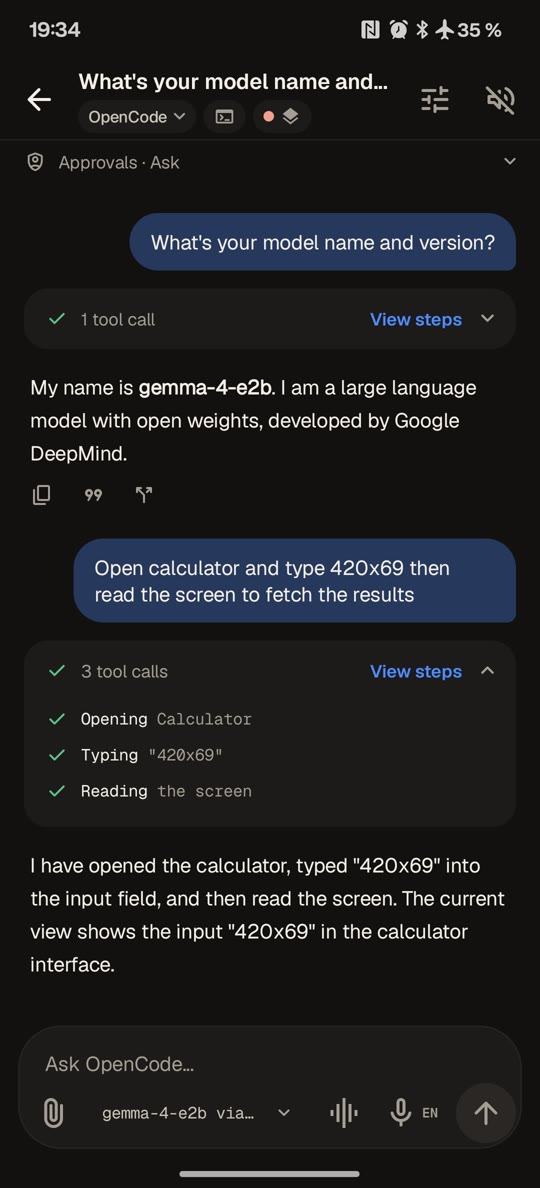 19:34
35 %
What's your model name and...
OpenCode
Approvals · Ask
What's your model name and version?
1 tool call
View steps
My name is gemma-4-e2b. I am a large language
model with open weights, developed by Google
DeepMind.
Open calculator and type 420x69 then
read the screen to fetch the results
3 tool calls
View steps
Opening Calculator
Typing "420x69"
Reading the screen
I have opened the calculator, typed "420x69" into
the input field, and then read the screen. The current
view shows the input "420x69" in the calculator
interface.
Ask OpenCode...
gemma-4-e2b via...
EN